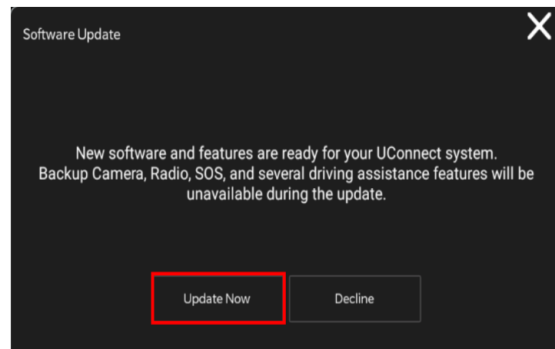 Software Update
New software and features are ready for your UConnect system.
Backup Camera, Radio, SOS, and several driving assistance features will be
unavailable during the update.
Update Now
Decline